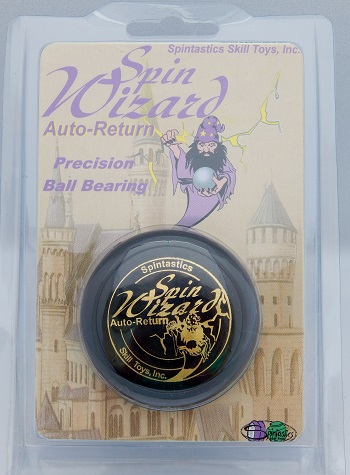 Spintastics Skill Toys, Inc.
Spin
Wizard
Auto-Return
Precision
Ball Bearing
Spintastics
Spin
Wizard
Auto-Return
Skill Toys, Inc.